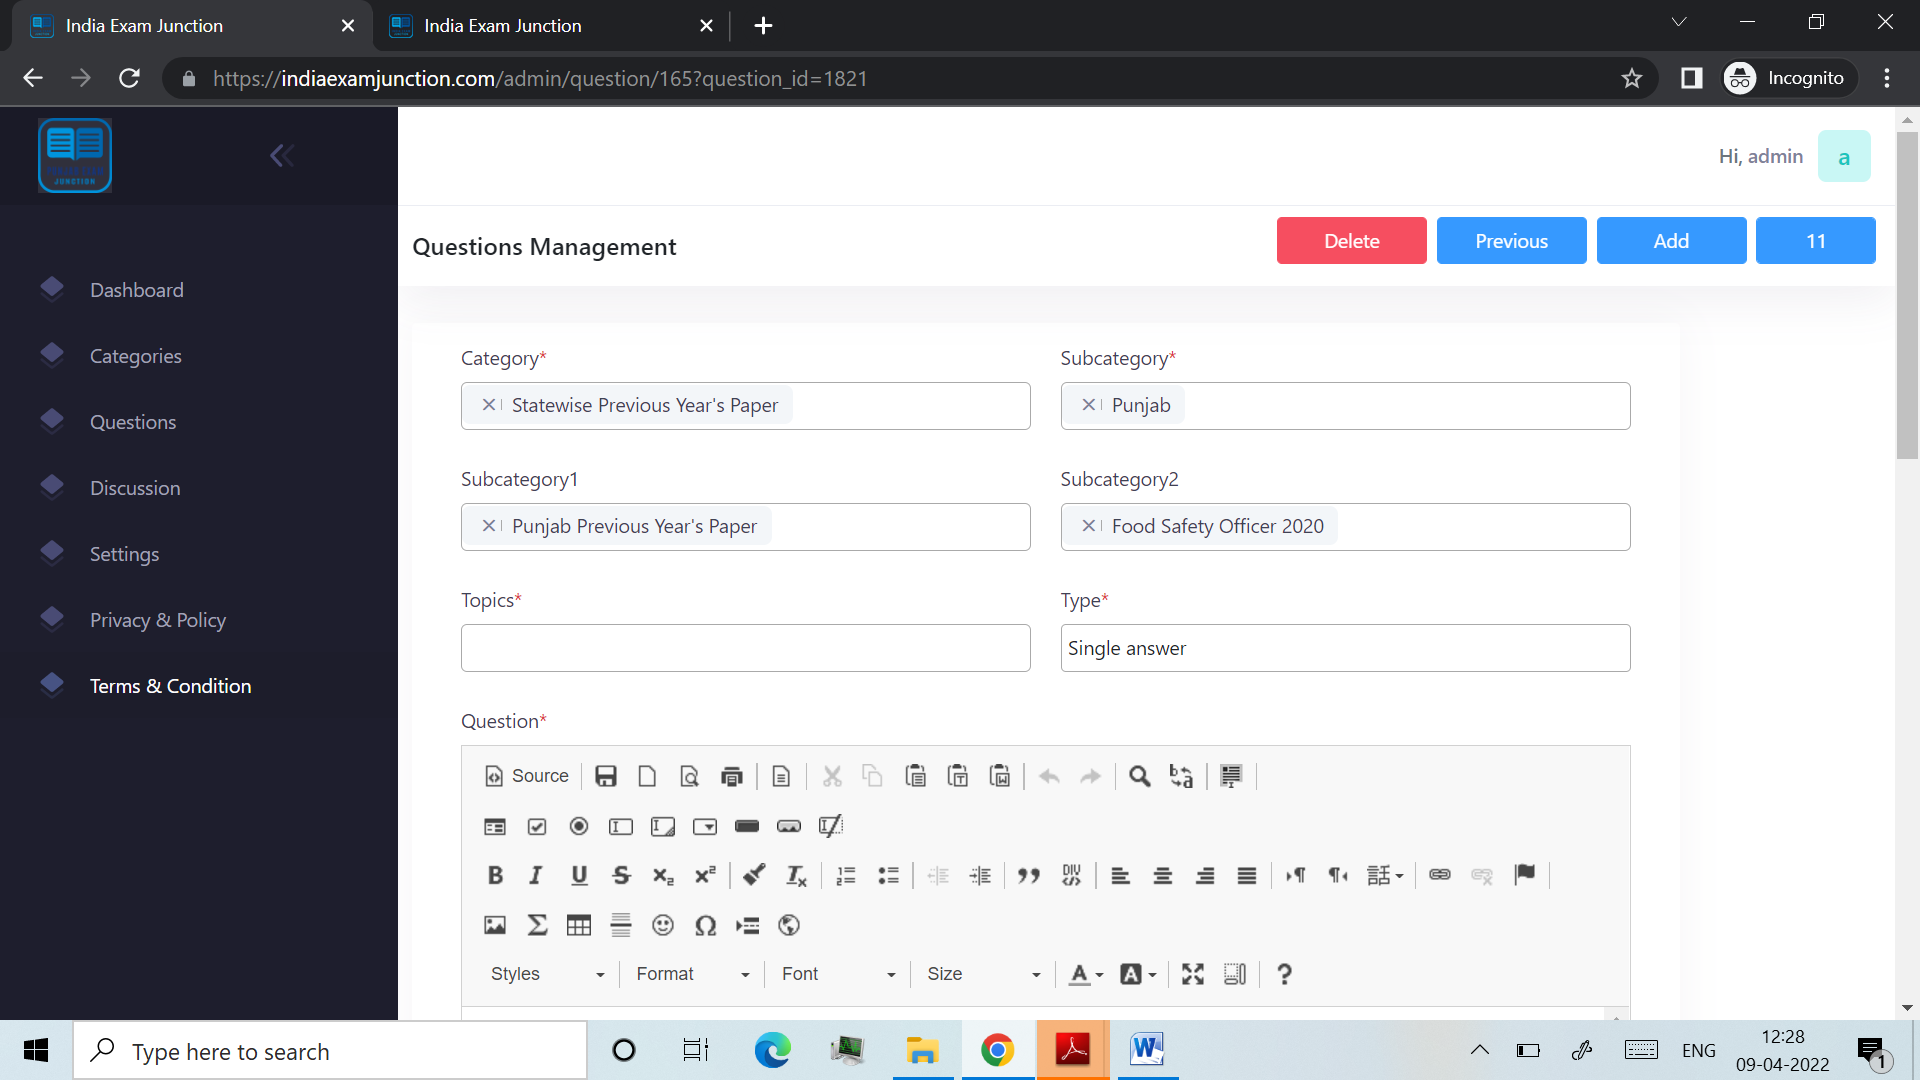 India Exam Junction
India Exam Junction
https://indiaexamjunction.com/admin/question/165?question_id=1821
Incognito
JUNCTION
Hi, admin
a
Questions Management
Delete
Previous
Add
11
Dashboard
Categories
Questions
Discussion
Settings
Privacy & Policy
Terms & Condition
Category*
Subcategory*
× Statewise Previous Year's Paper
× Punjab
Subcategory1
Subcategory2
× Punjab Previous Year's Paper
× Food Safety Officer 2020
Topics*
Type*
Single answer
Question*
Source
Styles
Format
Font
Size
Type here to search
ENG
12:28
09-04-2022
1